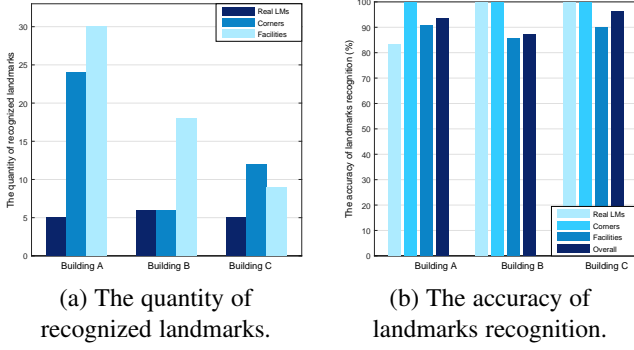 The quantity of recognized landmarks
30
25
20
15
10
5
0
Real LMs
Corners
Facilities
Building A
Building B
Building C
(a) The quantity of
recognized landmarks.
The accuracy of landmarks recognition (%)
100
90
80
70
60
50
40
30
20
10
0
Real LMs
Corners
Facilities
Overall
Building A
Building B
Building C
(b) The accuracy of
landmarks recognition.